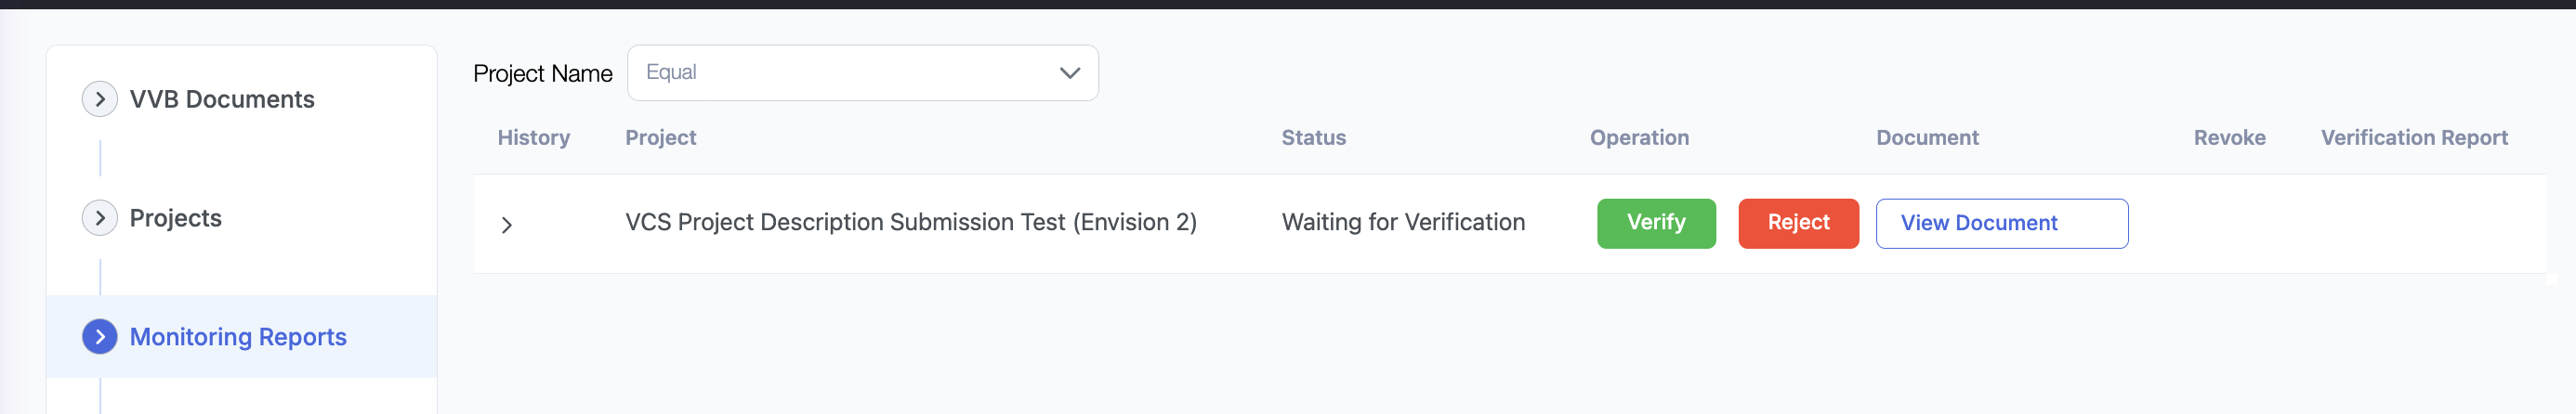 VVB Documents
Projects
Monitoring Reports
Project Name Equal
History Project Status Operation Document Revoke Verification Report
VCS Project Description Submission Test (Envision 2) Waiting for Verification Verify Reject View Document